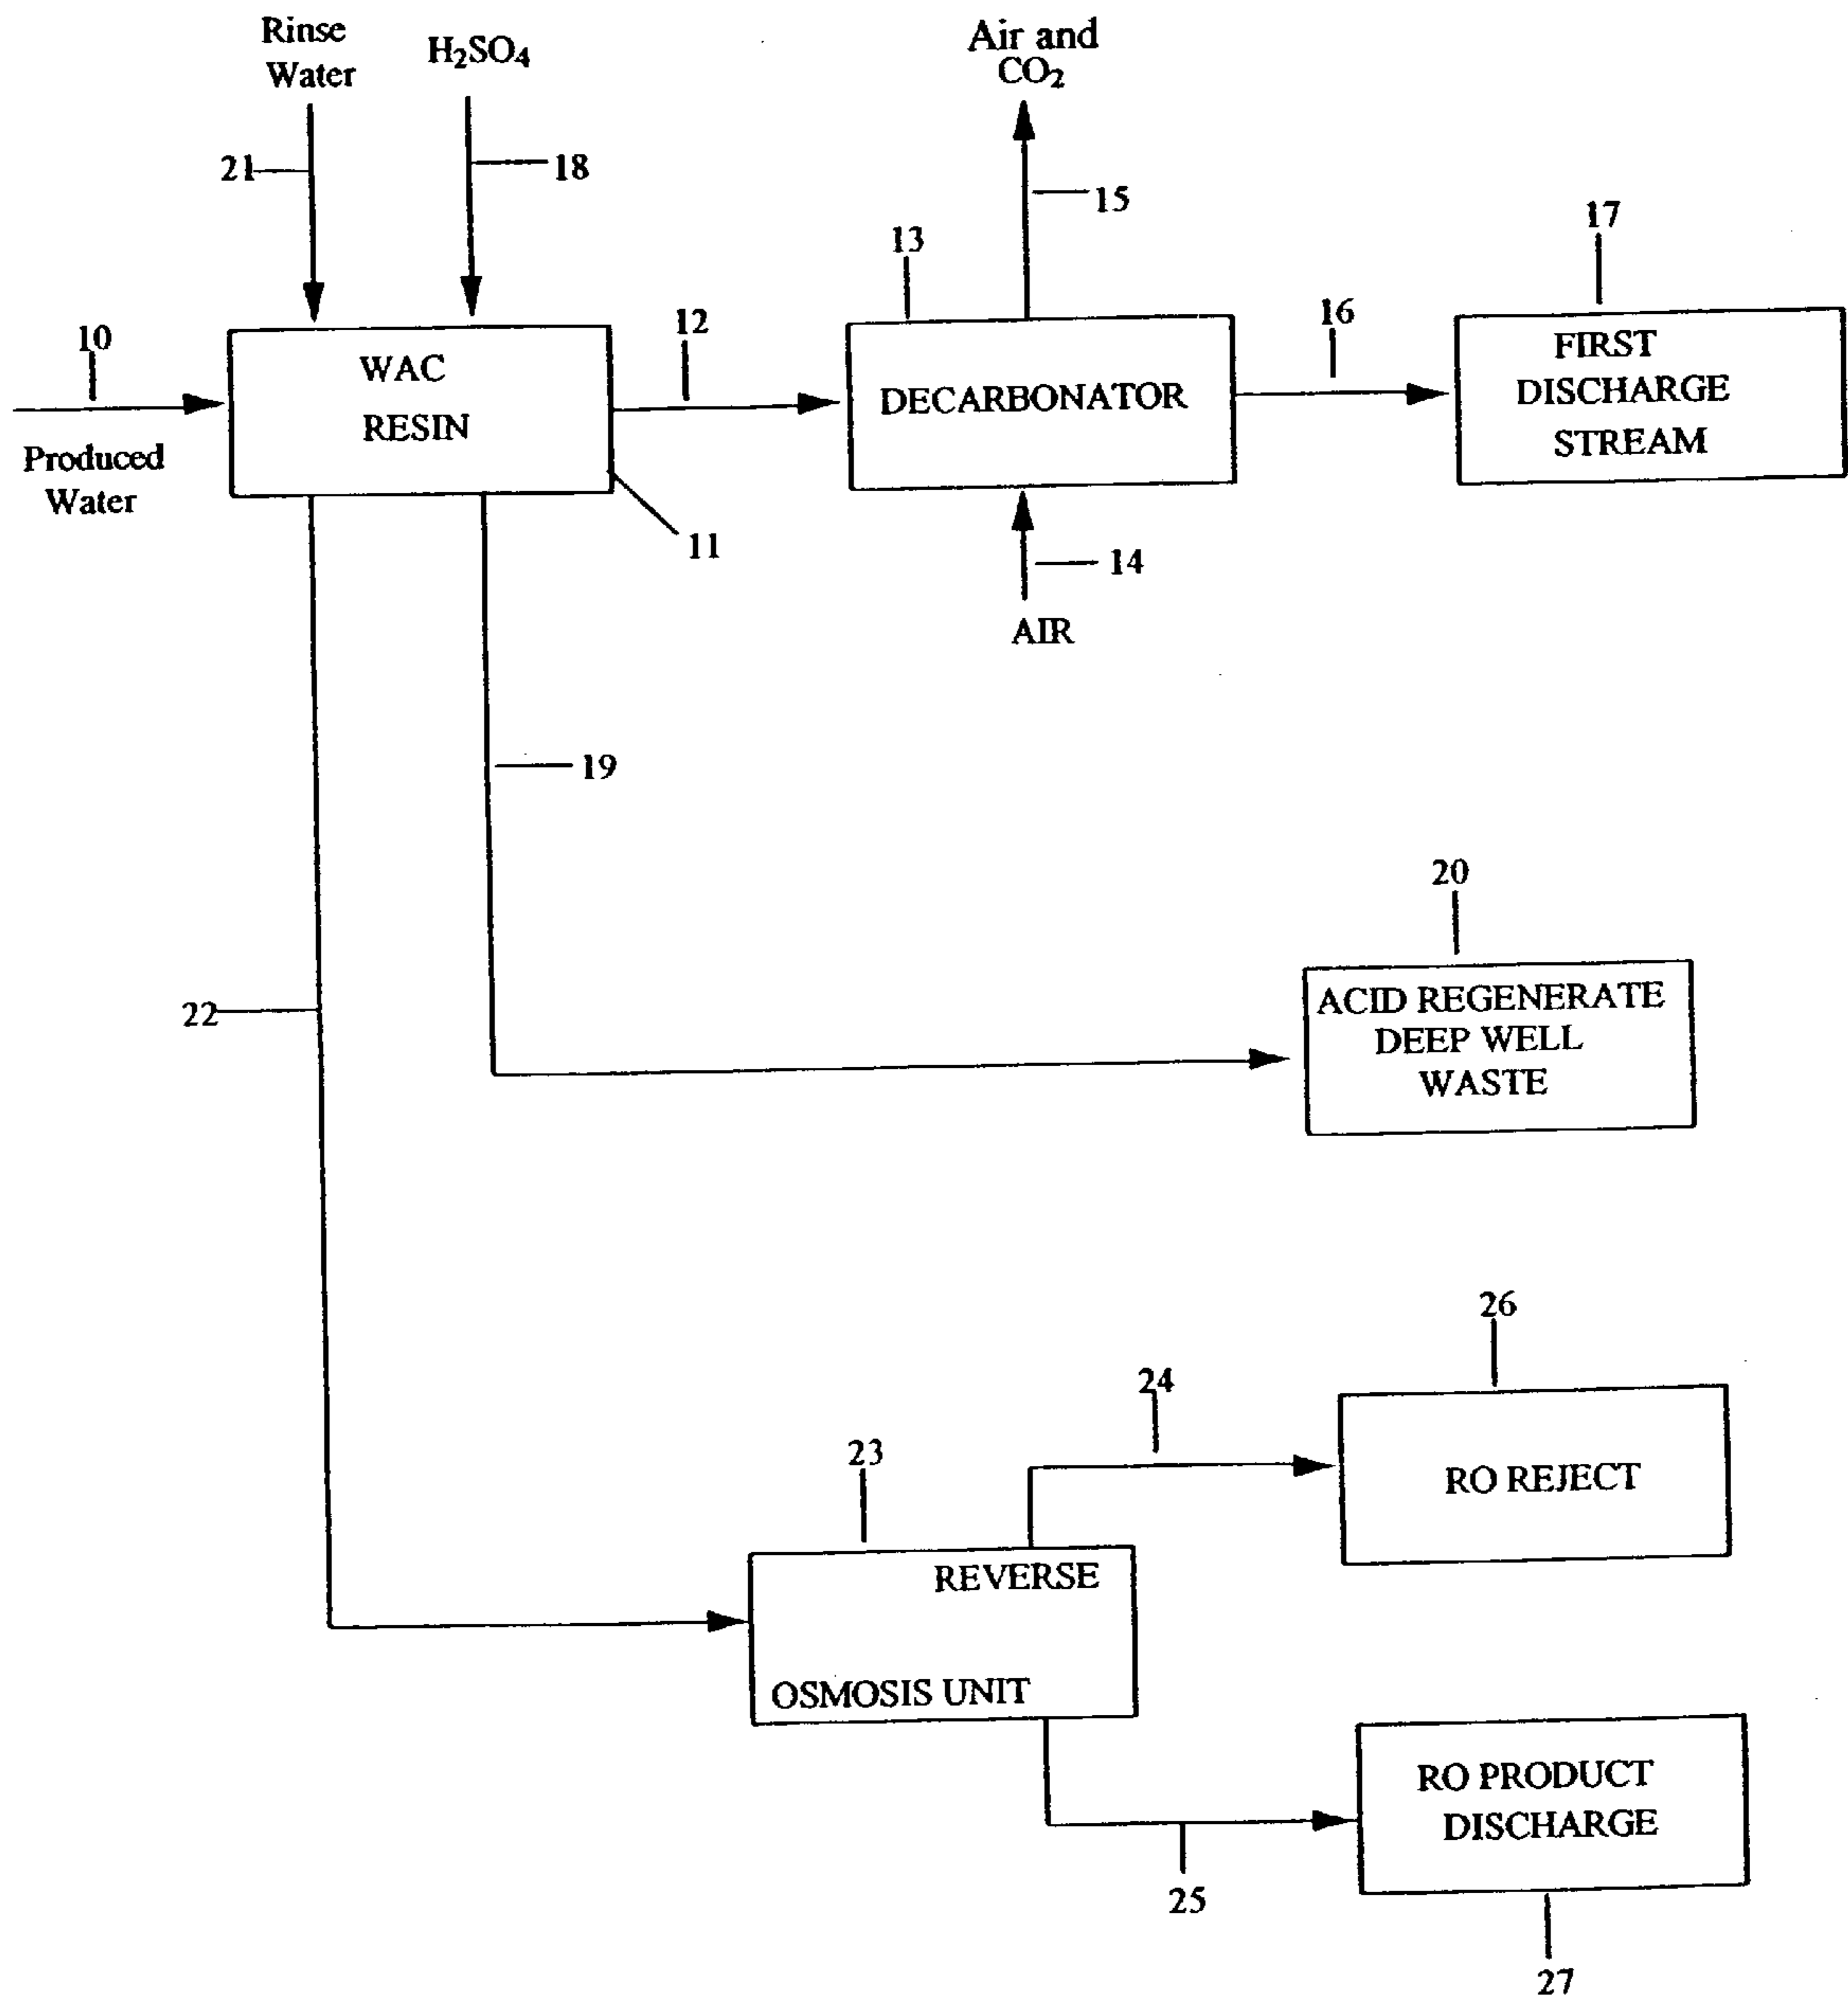 Rinse
Water
H₂SO₄
Air and
CO₂
21
18
15
17
13
10
12
16
WAC
RESIN
DECARBONATOR
FIRST
DISCHARGE
STREAM
Produced
Water
11
14
AIR
19
20
22
ACID REGENERATE
DEEP WELL
WASTE
26
24
23
RO REJECT
REVERSE
OSMOSIS UNIT
RO PRODUCT
DISCHARGE
25
27